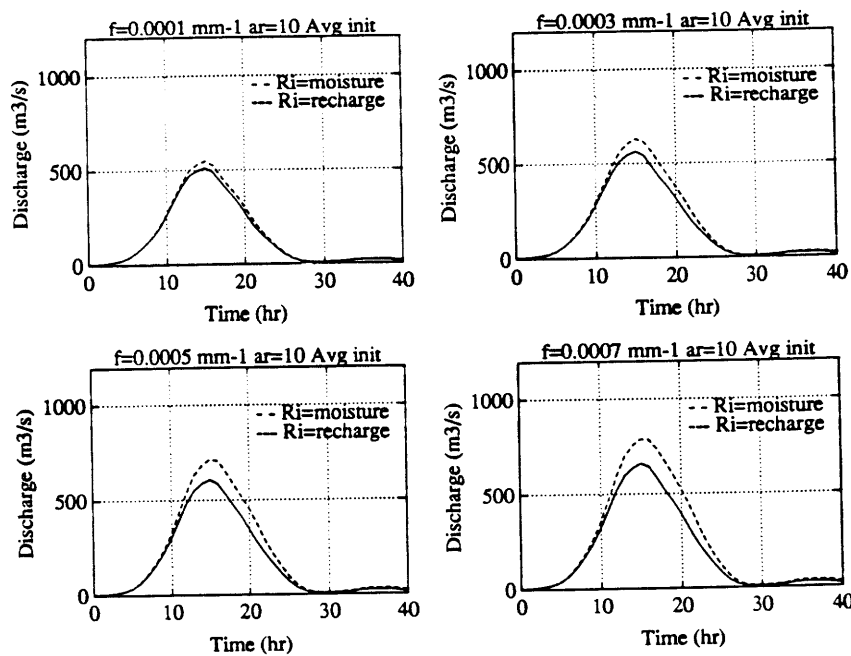 f=0.0001 mm-1 ar=10 Avg init
1000
500
0
Discharge (m3/s)
Ri=moisture
Ri=recharge
0 10 20 30 40
Time (hr)
f=0.0003 mm-1 ar=10 Avg init
1000
500
0
Discharge (m3/s)
Ri=moisture
Ri=recharge
0 10 20 30 40
Time (hr)
f=0.0005 mm-1 ar=10 Avg init
1000
500
0
Discharge (m3/s)
Ri=moisture
Ri=recharge
0 10 20 30 40
Time (hr)
f=0.0007 mm-1 ar=10 Avg init
1000
500
0
Discharge (m3/s)
Ri=moisture
Ri=recharge
0 10 20 30 40
Time (hr)